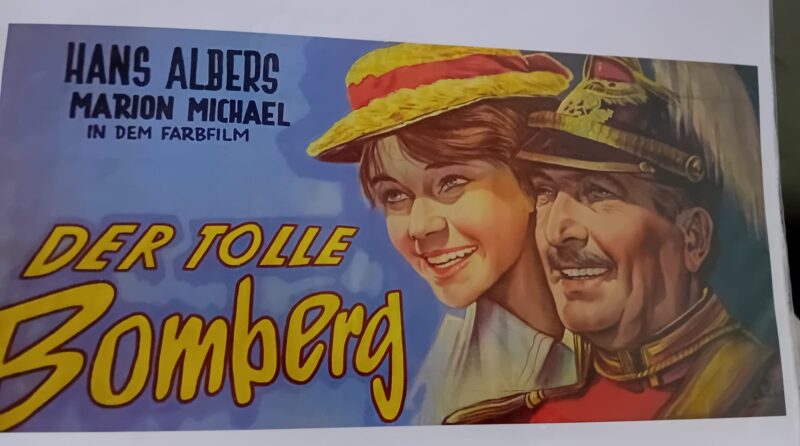 HANS ALBERS
MARION MICHAEL
IN DEM FARBFILM
DER TOLLE
Bomberg